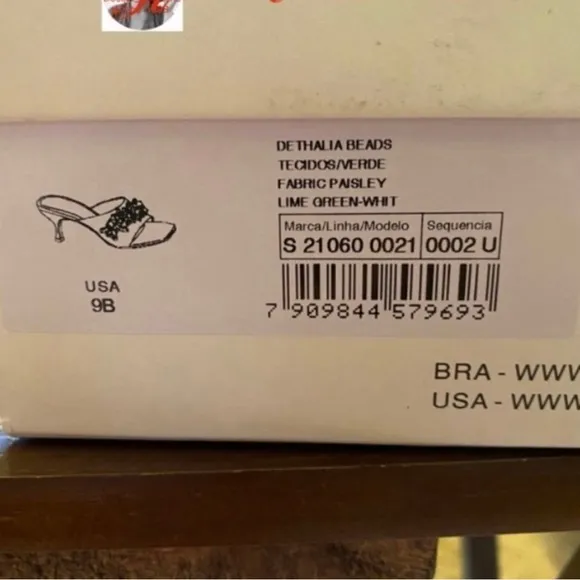 DETHALIA BEADS
TECIDOS/VERDE
FABRIC PAISLEY
LIME GREEN-WHIT
Marca/Linha/Modelo Sequencia
S 21060 0021 0002 U
USA
9B
7 909844 579693
BRA - WWW
USA - WWW